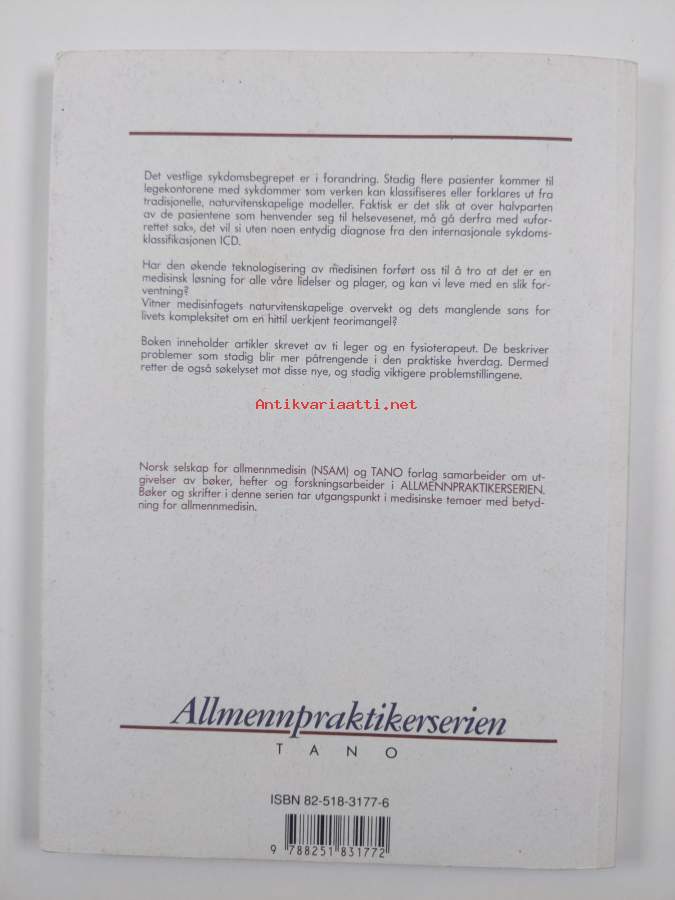 Det vestlige sykdomsbegrepet er i forandring. Stadig flere pasienter kommer til
legekontorene med sykdommer som verken kan klassifiseres eller forklares ut fra
tradisjonelle, naturvitenskapelige modeller. Faktisk er det slik at over halvparten
av de pasientene som henvender seg til helsevesenet, må gå derfra med «ufor-
rettet sak», det vil si uten noen entydig diagnose fra den internasjonale sykdoms-
klassifikasjonen ICD.
Har den økende teknologisering av medisinen forført oss til å tro at det er en
medisinsk løsning for alle våre lidelser og plager, og kan vi leve med en slik for-
ventning?
Vitner medisinfagets naturvitenskapelige overvekt og dets manglende sans for
livets kompleksitet om en hittil uerkjent teorimangel?
Boken inneholder artikler skrevet av ti leger og en fysioterapeut. De beskriver
problemer som stadig blir mer påtrengende i den praktiske hverdag. Dermed
retter de også søkelyset mot disse nye, og stadig viktigere problemstillingene.
Antikvariaatti.net
Norsk selskap for allmennmedisin (NSAM) og TANO forlag samarbeider om ut-
givelser av bøker, hefter og forskningsarbeider i ALLMENNPRAKTIKERSERIEN.
Bøker og skrifter i denne serien tar utgangspunkt i medisinske temaer med betyd-
ning for allmennmedisin.
Allmennpraktikerserien
TANO
ISBN 82-518-3177-6
9 788251 831772